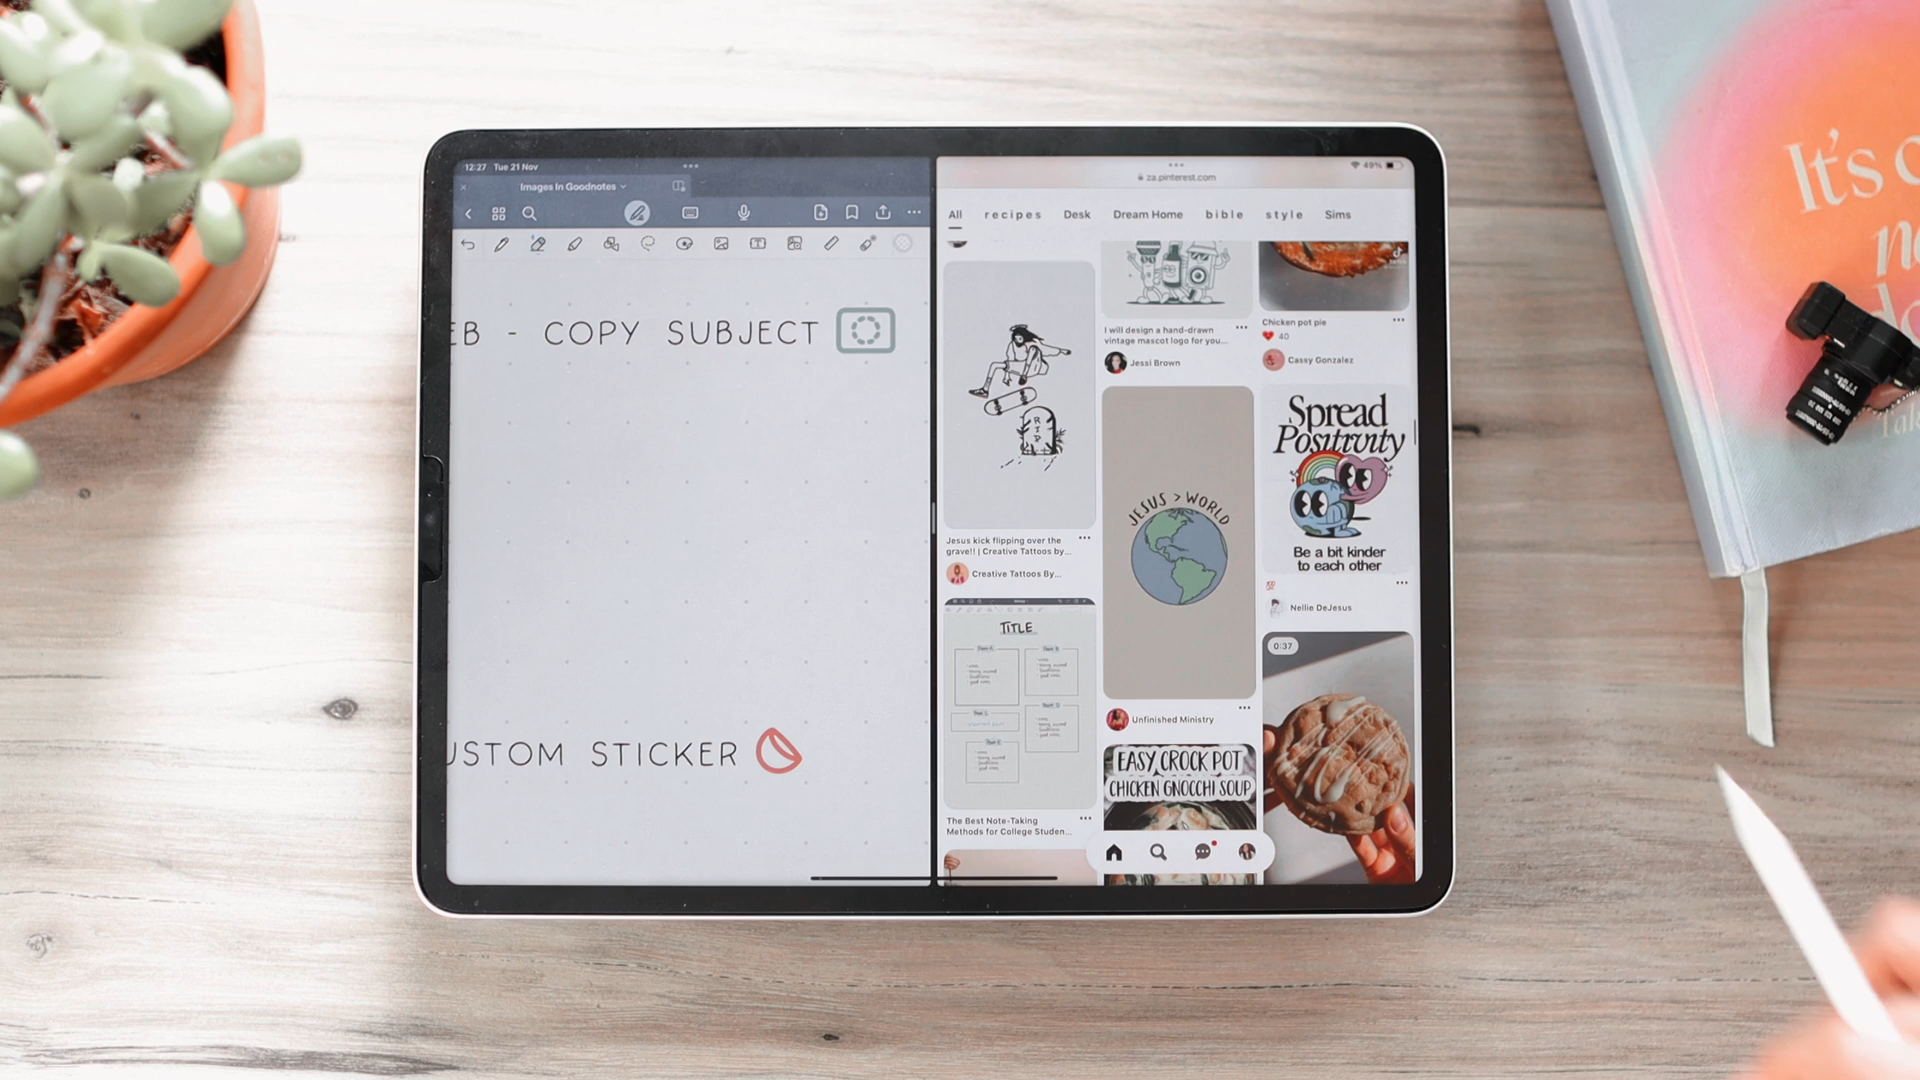 12:27 Tue 21 Nov
Images In Goodnotes
EB - COPY SUBJECT
USTOM STICKER
49%
za.pinterest.com
All recipes Desk Dream Home bible style Sims
RIP
Jesus kick flipping over the
grave!! | Creative Tattoos by...
Creative Tattoos By...
TITLE
The Best Note-Taking
Methods for College Studen...
I will design a hand-drawn
vintage mascot logo for you...
Jessi Brown
JESUS > WORLD
Unfinished Ministry
EASY CROCK POT
CHICKEN GNOCCHI SOUP
Chicken pot pie
40
Cassy Gonzalez
Spread
Positivity
Be a bit kinder
to each other
Nellie DeJesus
0:37
It's